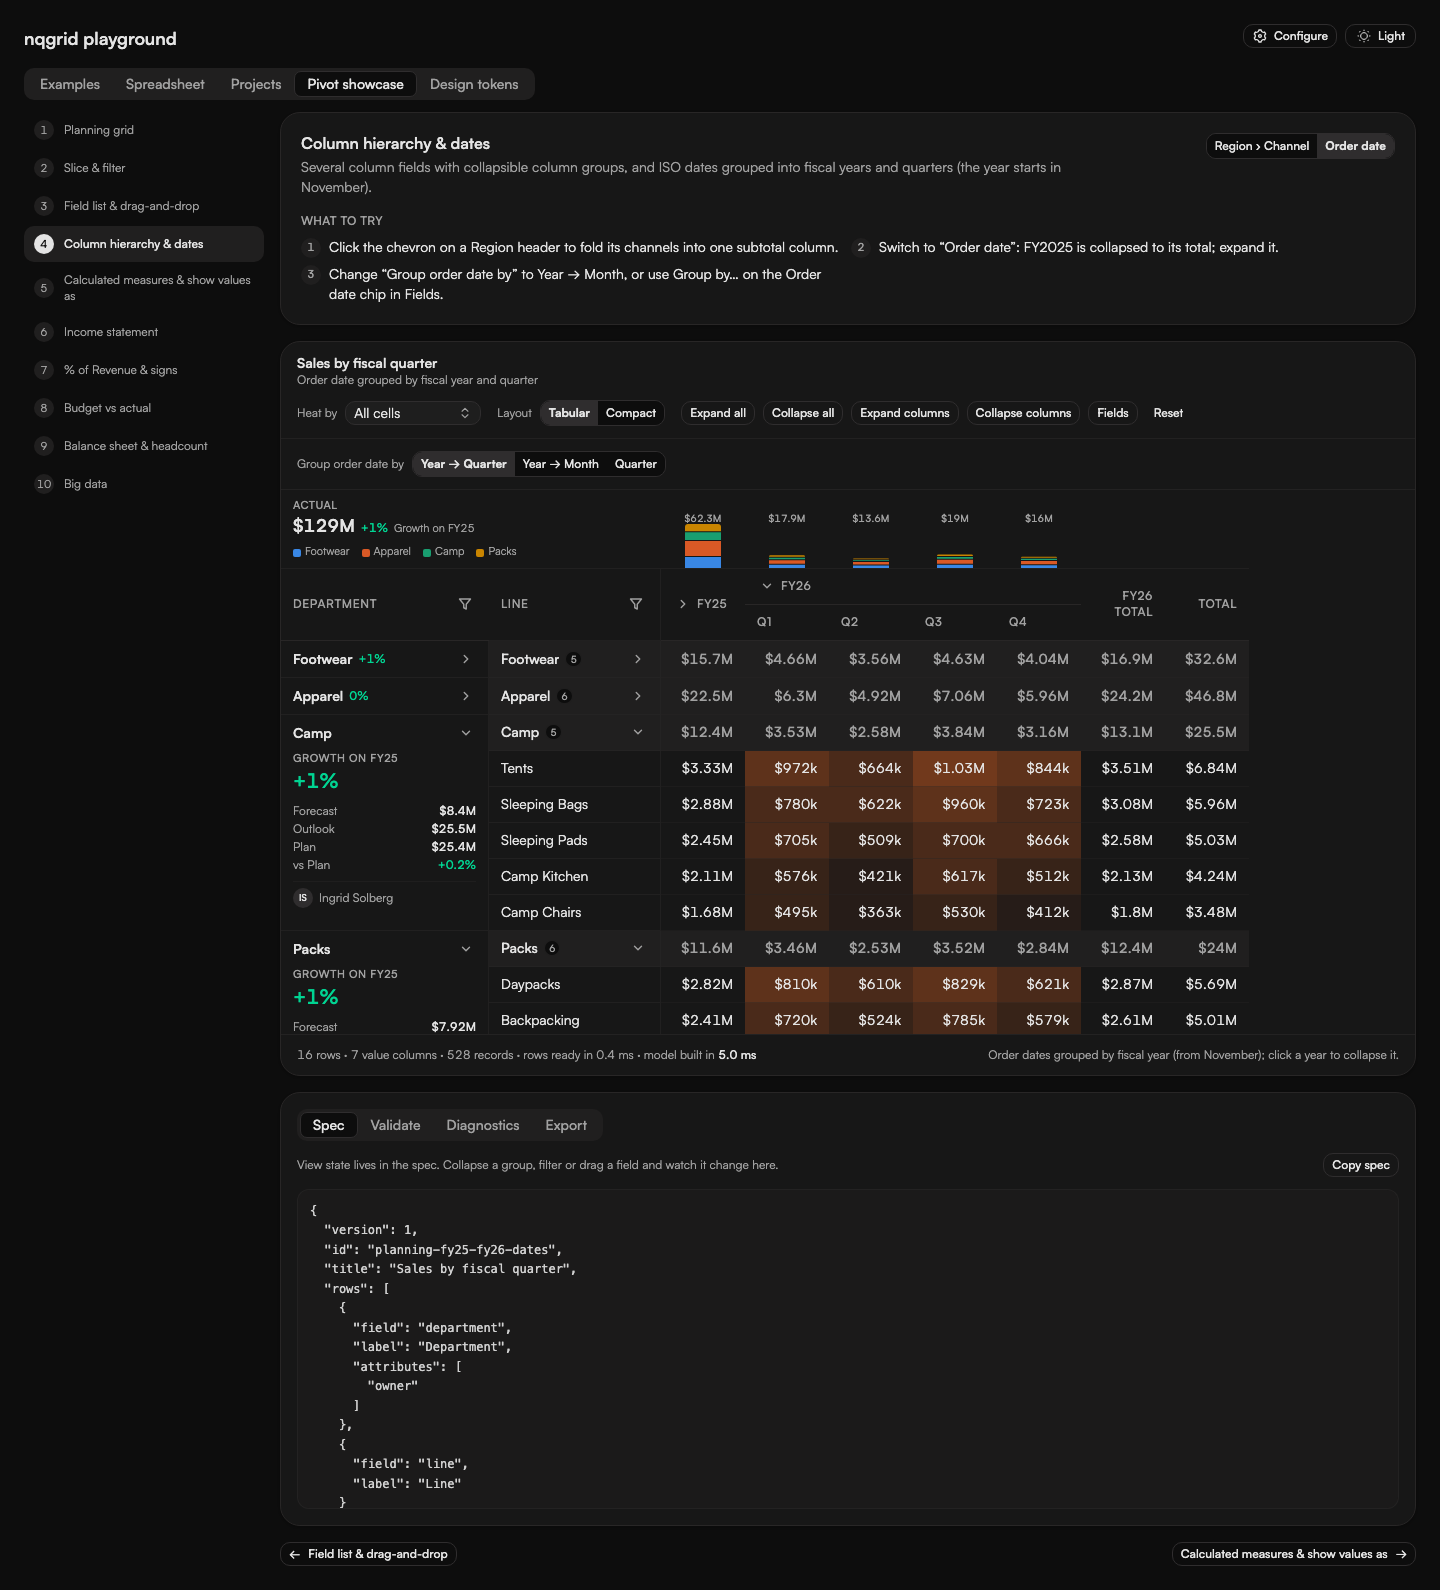 nqgrid playground
Configure
Light
Examples
Spreadsheet
Projects
Pivot showcase
Design tokens
1 Planning grid
2 Slice & filter
3 Field list & drag-and-drop
4 Column hierarchy & dates
5 Calculated measures & show values
as
6 Income statement
7 % of Revenue & signs
8 Budget vs actual
9 Balance sheet & headcount
10 Big data
Column hierarchy & dates
Region › Channel
Order date
Several column fields with collapsible column groups, and ISO dates grouped into fiscal years and quarters (the year starts in
November).
WHAT TO TRY
1 Click the chevron on a Region header to fold its channels into one subtotal column.
2 Switch to “Order date”: FY2025 is collapsed to its total; expand it.
3 Change “Group order date by” to Year → Month, or use Group by… on the Order
date chip in Fields.
Sales by fiscal quarter
Order date grouped by fiscal year and quarter
Heat by All cells Layout Tabular Compact Expand all Collapse all Expand columns Collapse columns Fields Reset
Group order date by Year → Quarter Year → Month Quarter
ACTUAL
$129M +1% Growth on FY25
Footwear Apparel Camp Packs
$62.3M $17.9M $13.6M $19M $16M
DEPARTMENT LINE FY25 FY26 FY26 TOTAL TOTAL
Q1 Q2 Q3 Q4
Footwear +1% Footwear 5 $15.7M $4.66M $3.56M $4.63M $4.04M $16.9M $32.6M
Apparel 0% Apparel 6 $22.5M $6.3M $4.92M $7.06M $5.96M $24.2M $46.8M
Camp Camp 5 $12.4M $3.53M $2.58M $3.84M $3.16M $13.1M $25.5M
GROWTH ON FY25
+1%
Forecast $8.4M
Outlook $25.5M
Plan $25.4M
vs Plan +0.2%
IS Ingrid Solberg
Tents $3.33M $972k $664k $1.03M $844k $3.51M $6.84M
Sleeping Bags $2.88M $780k $622k $960k $723k $3.08M $5.96M
Sleeping Pads $2.45M $705k $509k $700k $666k $2.58M $5.03M
Camp Kitchen $2.11M $576k $421k $617k $512k $2.13M $4.24M
Camp Chairs $1.68M $495k $363k $530k $412k $1.8M $3.48M
Packs Packs 6 $11.6M $3.46M $2.53M $3.52M $2.84M $12.4M $24M
GROWTH ON FY25
+1%
Forecast $7.92M
Daypacks $2.82M $810k $610k $829k $621k $2.87M $5.69M
Backpacking $2.41M $720k $524k $785k $579k $2.61M $5.01M
16 rows · 7 value columns · 528 records · rows ready in 0.4 ms · model built in 5.0 ms
Order dates grouped by fiscal year (from November); click a year to collapse it.
Spec
Validate
Diagnostics
Export
View state lives in the spec. Collapse a group, filter or drag a field and watch it change here.
Copy spec
{
"version": 1,
"id": "planning-fy25-fy26-dates",
"title": "Sales by fiscal quarter",
"rows": [
{
"field": "department",
"label": "Department",
"attributes": [
"owner"
]
},
{
"field": "line",
"label": "Line"
}
← Field list & drag-and-drop
Calculated measures & show values as →